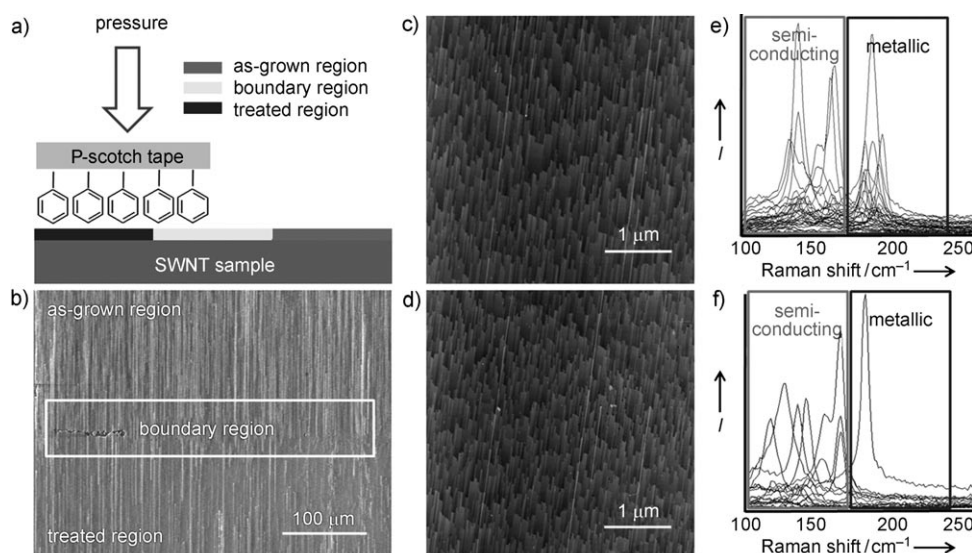 a)
pressure
as-grown region
boundary region
treated region
P-scotch tape
SWNT sample
b)
as-grown region
boundary region
treated region
100 μm
c)
1 μm
d)
1 μm
e)
semi-
conducting
metallic
I
100 150 200 250
Raman shift / cm⁻¹
f)
semi-
conducting
metallic
I
100 150 200 250
Raman shift / cm⁻¹